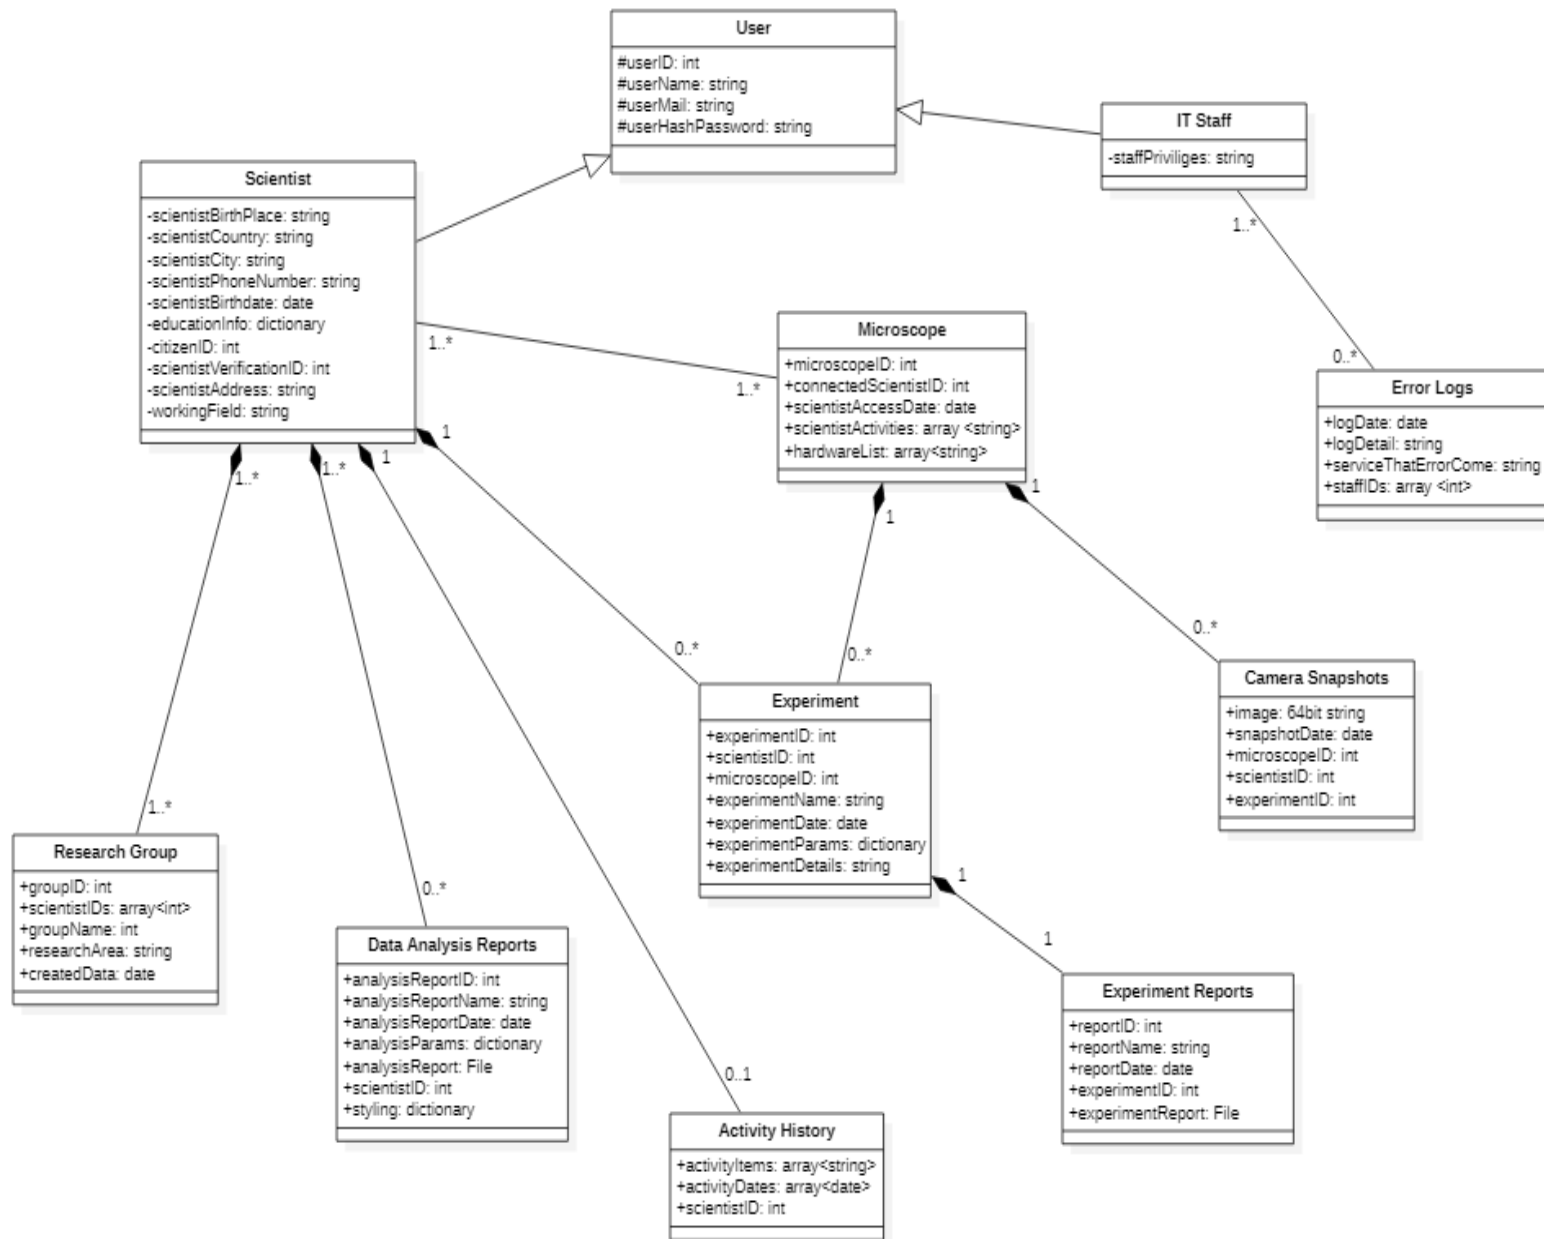 User
#userID: int
#userName: string
#userMail: string
#userHashPassword: string
IT Staff
-staffPriviliges: string
1..*
0..*
Scientist
-scientistBirthPlace: string
-scientistCountry: string
-scientistCity: string
-scientistPhoneNumber: string
-scientistBirthdate: date
-educationInfo: dictionary
-citizenID: int
-scientistVerificationID: int
-scientistAddress: string
-workingField: string
1..*
1..*
Microscope
+microscopeID: int
+connectedScientistID: int
+scientistAccessDate: date
+scientistActivities: array <string>
+hardwareList: array<string>
Error Logs
+logDate: date
+logDetail: string
+serviceThatErrorCome: string
+staffIDs: array <int>
1..*
1..*
1
1
1
1
0..*
0..*
0..*
Experiment
+experimentID: int
+scientistID: int
+microscopeID: int
+experimentName: string
+experimentDate: date
+experimentParams: dictionary
+experimentDetails: string
Camera Snapshots
+image: 64bit string
+snapshotDate: date
+microscopeID: int
+scientistID: int
+experimentID: int
1..*
Research Group
+groupID: int
+scientistIDs: array<int>
+groupName: int
+researchArea: string
+createdData: date
0..*
Data Analysis Reports
+analysisReportID: int
+analysisReportName: string
+analysisReportDate: date
+analysisParams: dictionary
+analysisReport: File
+scientistID: int
+styling: dictionary
1
1
Experiment Reports
+reportID: int
+reportName: string
+reportDate: date
+experimentID: int
+experimentReport: File
0..1
Activity History
+activityItems: array<string>
+activityDates: array<date>
+scientistID: int